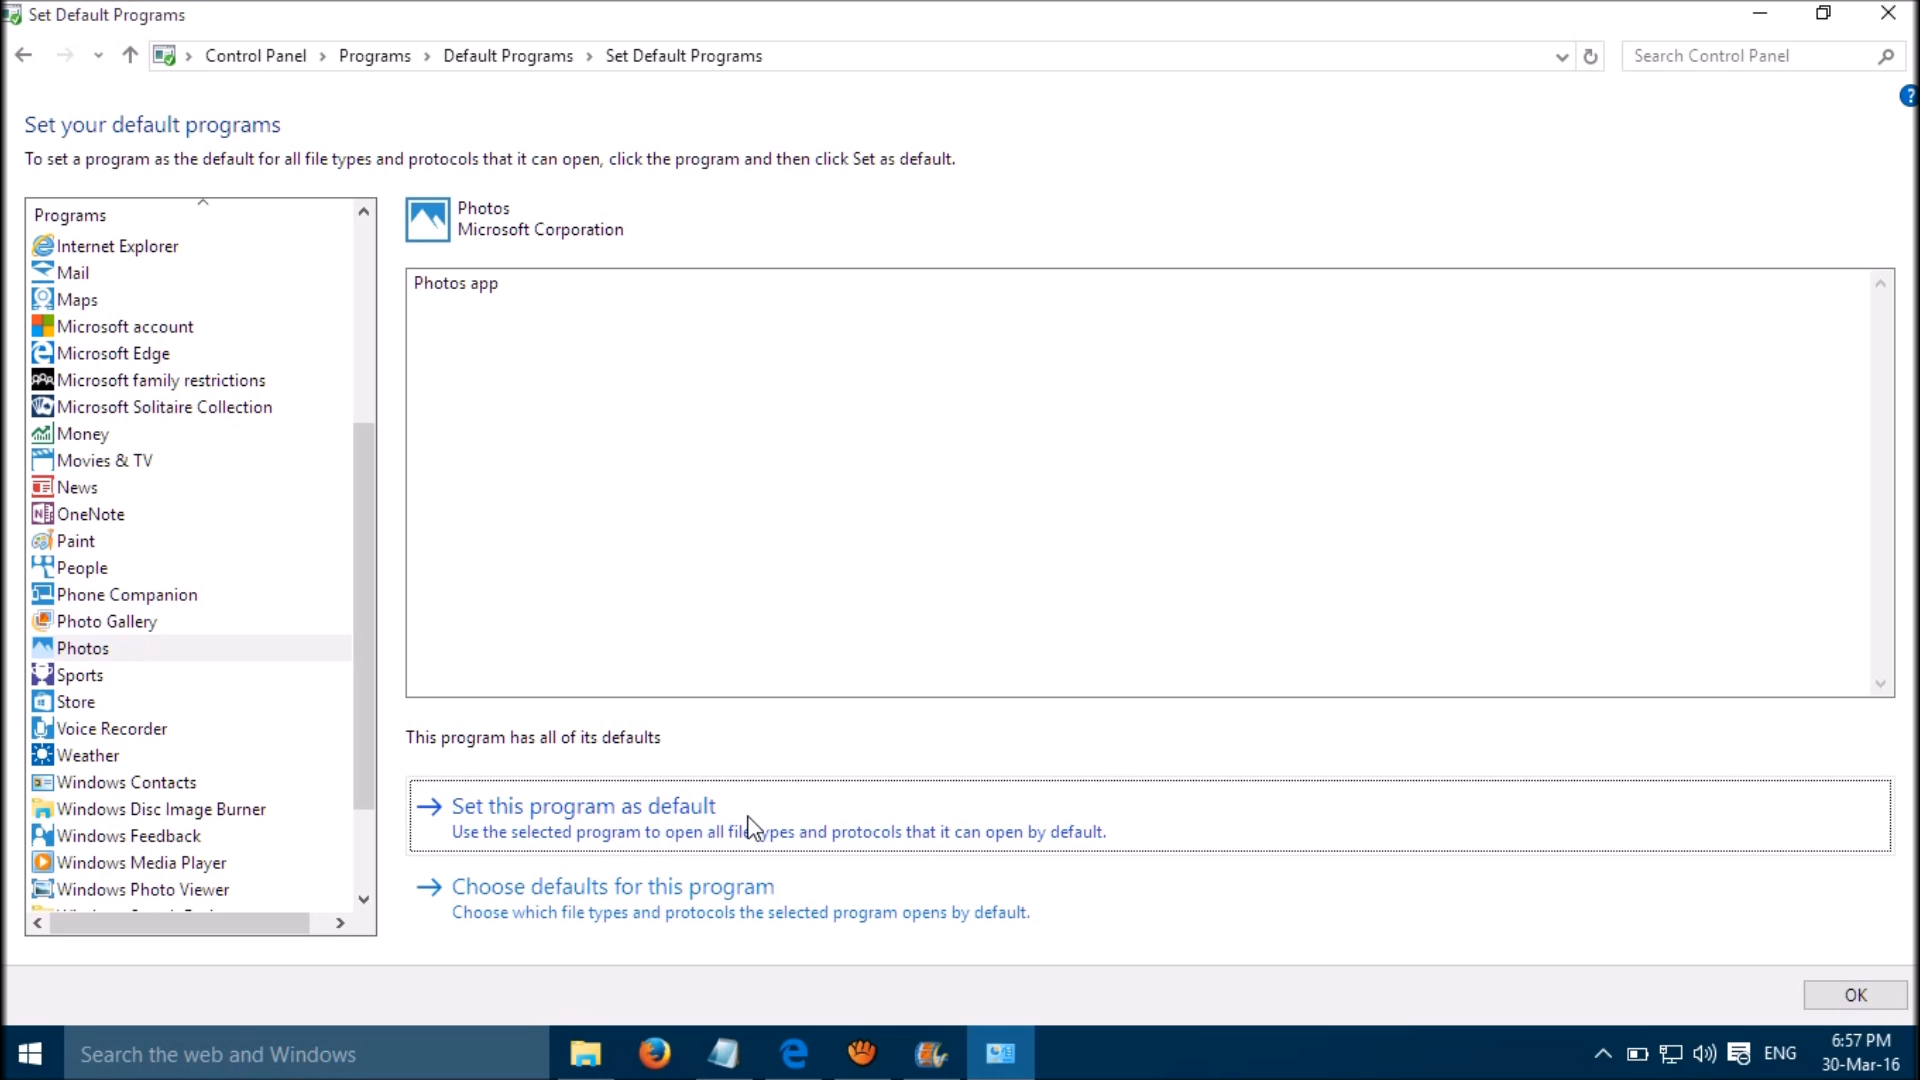 Set Default Programs
Control Panel
Programs
Default Programs
Set Default Programs
Search Control Panel
?
Set your default programs
To set a program as the default for all file types and protocols that it can open, click the program and then click Set as default.
Programs
Internet Explorer
Mail
Maps
Microsoft account
Microsoft Edge
Microsoft family restrictions
Microsoft Solitaire Collection
Money
Movies & TV
News
OneNote
Paint
People
Phone Companion
Photo Gallery
Photos
Sports
Store
Voice Recorder
Weather
Windows Contacts
Windows Disc Image Burner
Windows Feedback
Windows Media Player
Windows Photo Viewer
Photos
Microsoft Corporation
Photos app
This program has all of its defaults
Set this program as default
Use the selected program to open all file types and protocols that it can open by default.
Choose defaults for this program
Choose which file types and protocols the selected program opens by default.
OK
Search the web and Windows
ENG
6:57 PM
30-Mar-16